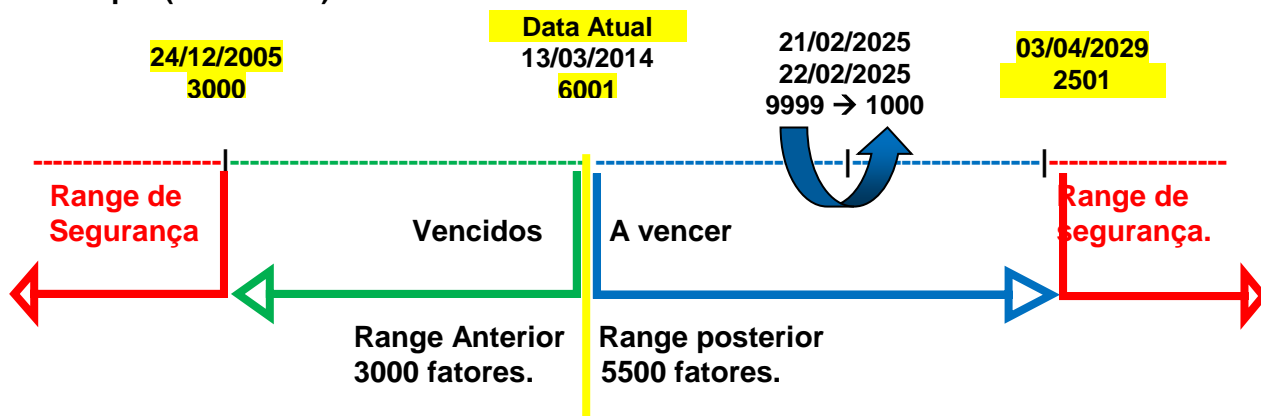 24/12/2005
3000
Data Atual
13/03/2014
6001
21/02/2025
22/02/2025
9999 → 1000
03/04/2029
2501
Range de
Segurança
Vencidos
A vencer
Range de
segurança.
Range Anterior
3000 fatores.
Range posterior
5500 fatores.